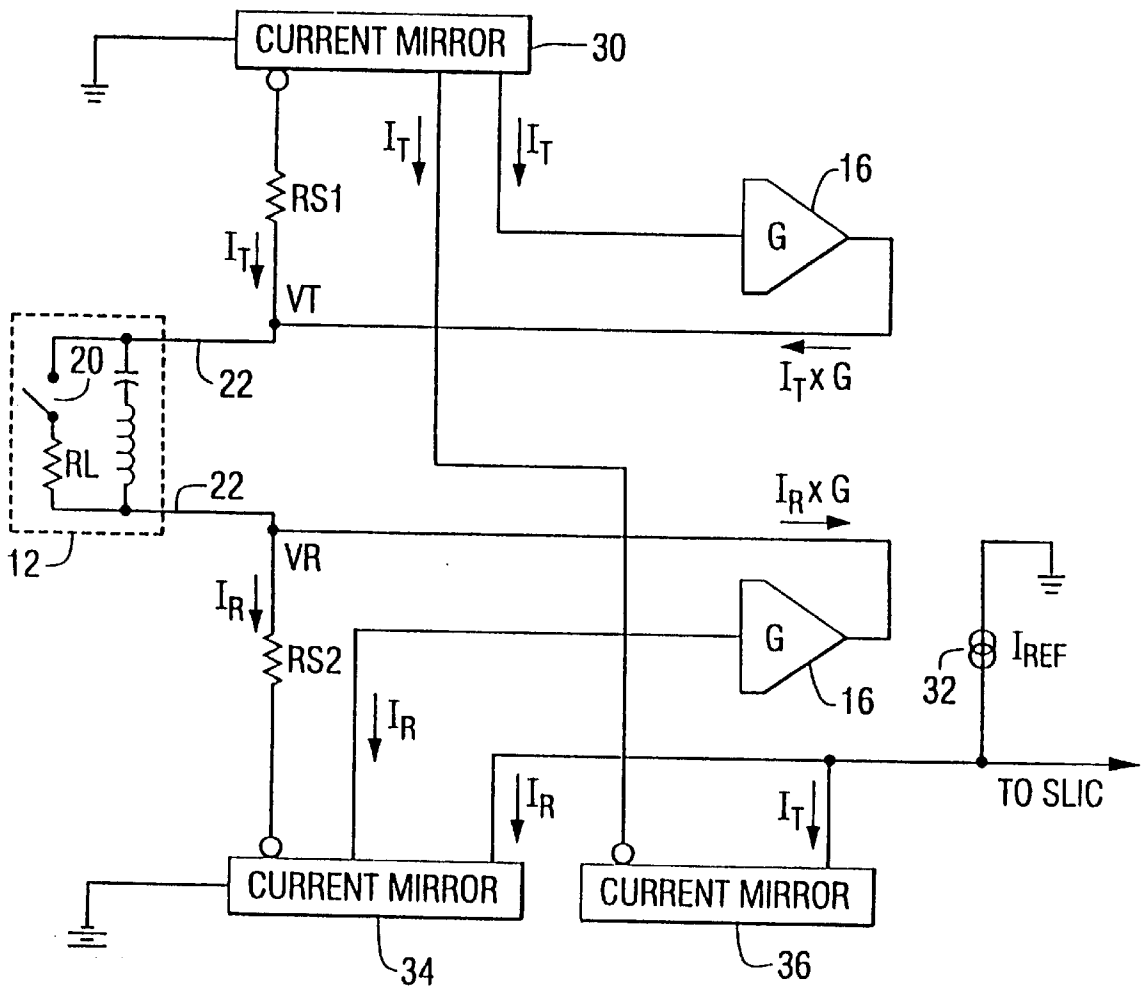 CURRENT MIRROR
30
I_T
I_T
RS1
16
G
I_T
VT
20
22
I_T x G
RL
22
I_R x G
12
VR
I_R
RS2
G
32
I_REF
16
I_R
I_R
I_T
TO SLIC
CURRENT MIRROR
CURRENT MIRROR
34
36